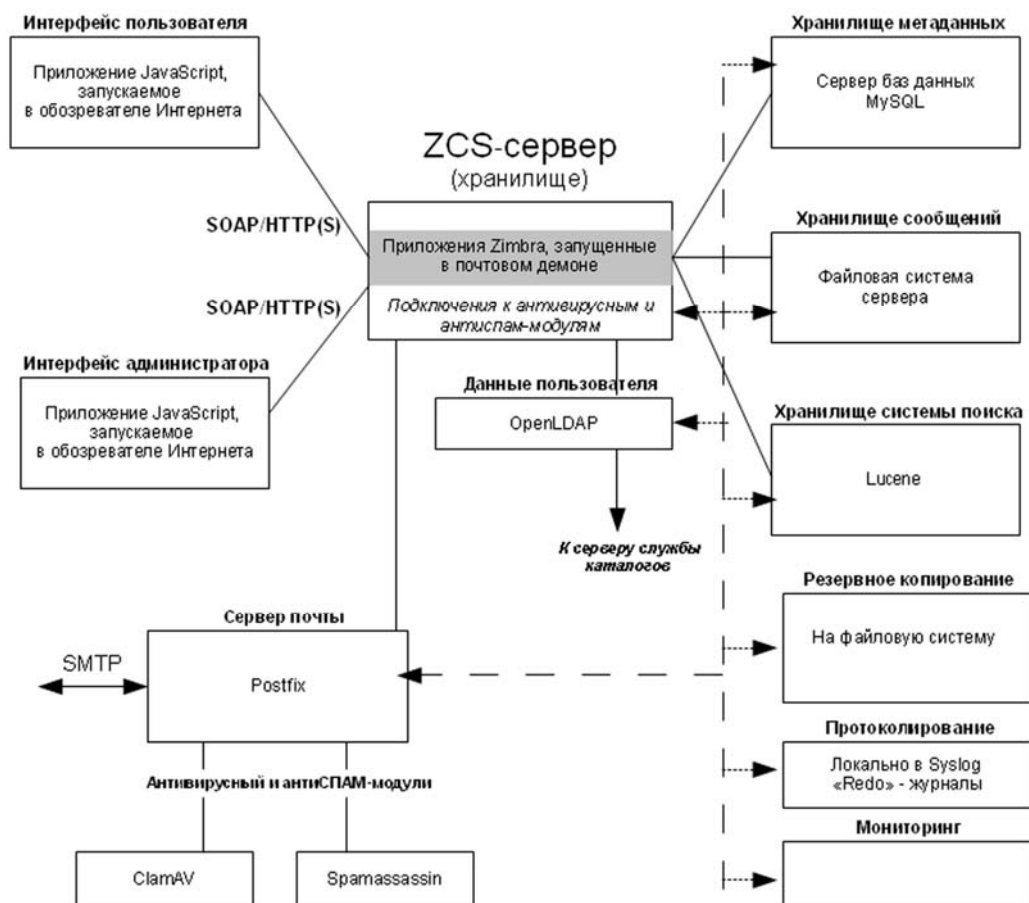 Интерфейс пользователя
Приложение JavaScript,
запускаемое
в обозревателе Интернета
Хранилище метаданных
Сервер баз данных
MySQL
ZCS-сервер
(хранилище)
SOAP/HTTP(S)
Приложения Zimbra, запущенные
в почтовом демоне
Подключения к антивирусным и
антиспам-модулям
SOAP/HTTP(S)
Хранилище сообщений
Файловая система
сервера
Интерфейс администратора
Приложение JavaScript,
запускаемое
в обозревателе Интернета
Данные пользователя
OpenLDAP
К серверу службы
каталогов
Хранилище системы поиска
Lucene
Резервное копирование
На файловую систему
Сервер почты
SMTP
Postfix
Протоколирование
Локально в Syslog
«Redo» - журналы
Антивирусный и антиСПАМ-модули
ClamAV
Spamassassin
Мониторинг